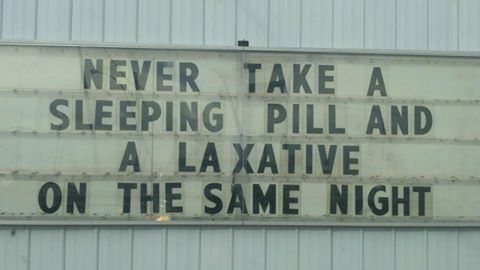 NEVER TAKE A
SLEEPING PILL AND
A LAXATIVE
ON THE SAME NIGHT